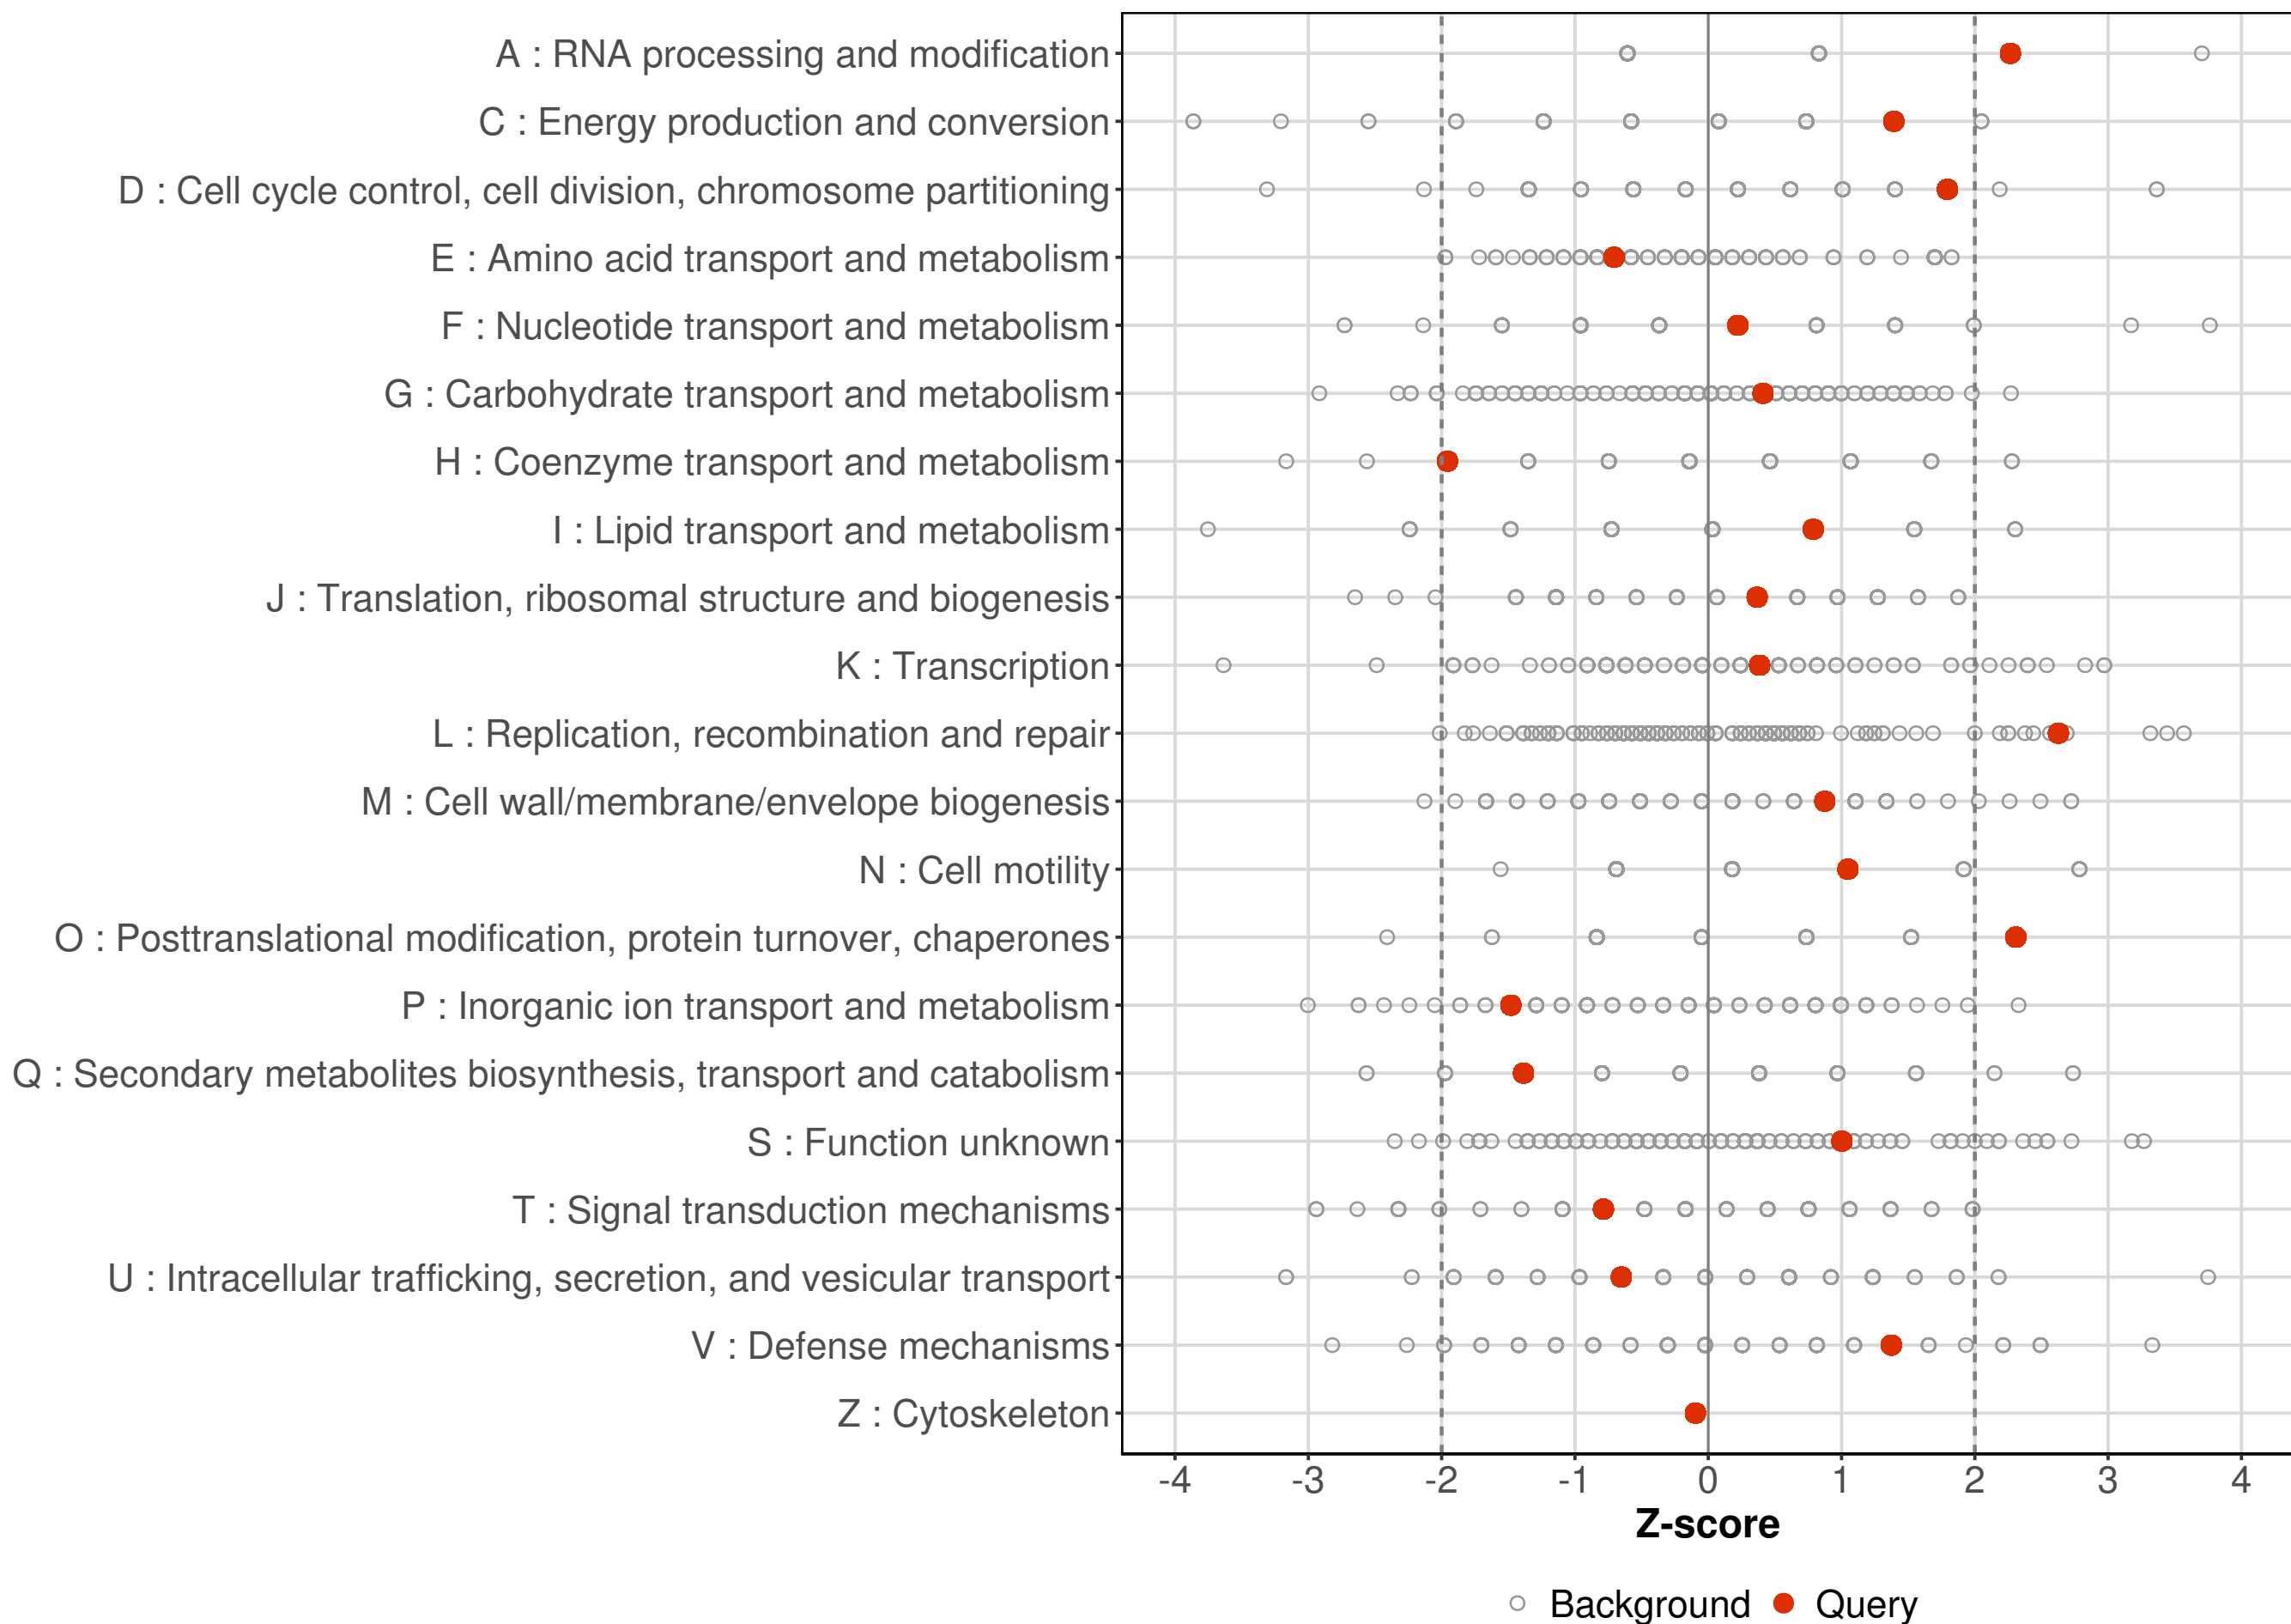 A : RNA processing and modification
C : Energy production and conversion
D : Cell cycle control, cell division, chromosome partitioning
E : Amino acid transport and metabolism
F : Nucleotide transport and metabolism
G : Carbohydrate transport and metabolism
H : Coenzyme transport and metabolism
I : Lipid transport and metabolism
J : Translation, ribosomal structure and biogenesis
K : Transcription
L : Replication, recombination and repair
M : Cell wall/membrane/envelope biogenesis
N : Cell motility
O : Posttranslational modification, protein turnover, chaperones
P : Inorganic ion transport and metabolism
Q : Secondary metabolites biosynthesis, transport and catabolism
S : Function unknown
T : Signal transduction mechanisms
U : Intracellular trafficking, secretion, and vesicular transport
V : Defense mechanisms
Z : Cytoskeleton
-4 -3 -2 -1 0 1 2 3 4
Z-score
Background Query